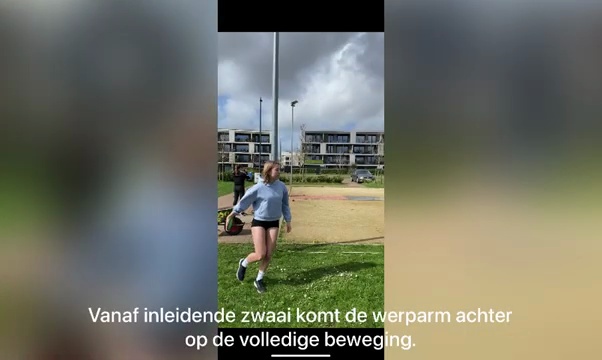 Vanaf inleidende zwaai komt de werparm achter
op de volledige beweging.